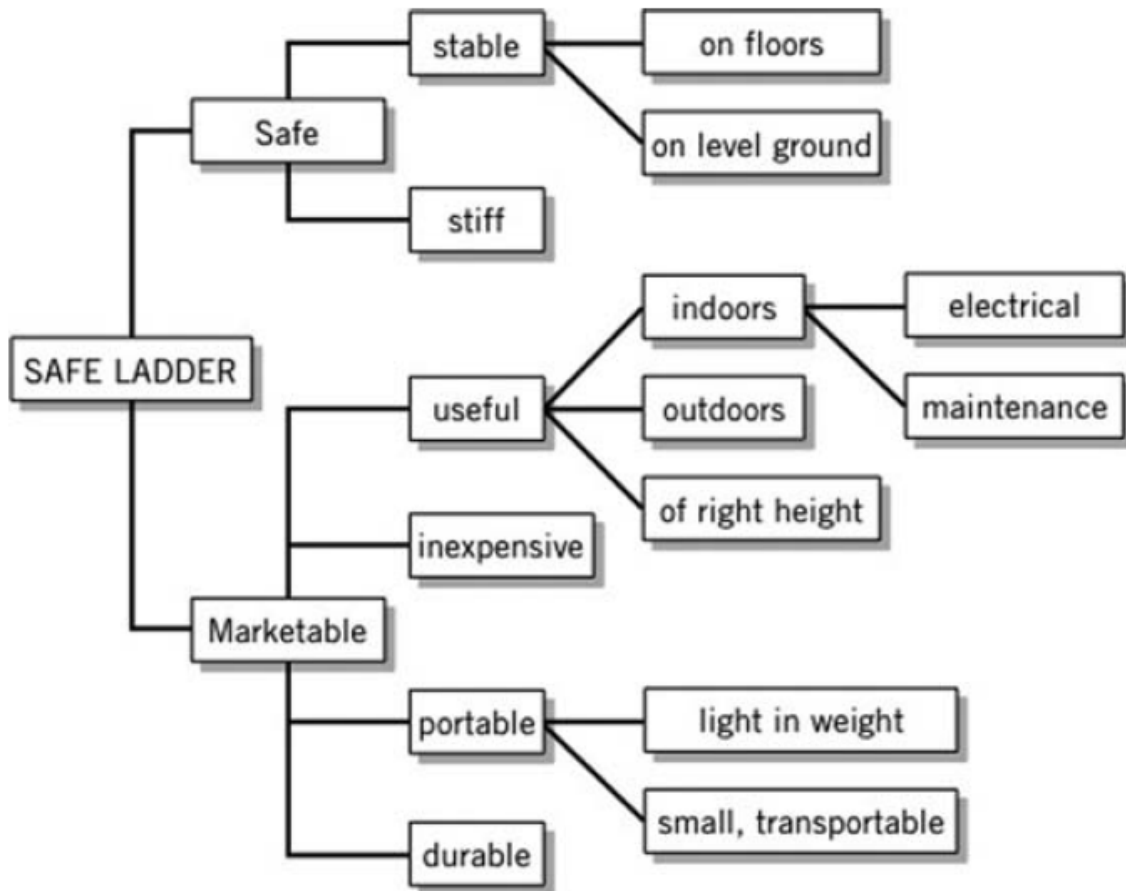 stable
on floors
Safe
on level ground
stiff
indoors
electrical
SAFE LADDER
useful
outdoors
maintenance
of right height
inexpensive
Marketable
portable
light in weight
small, transportable
durable